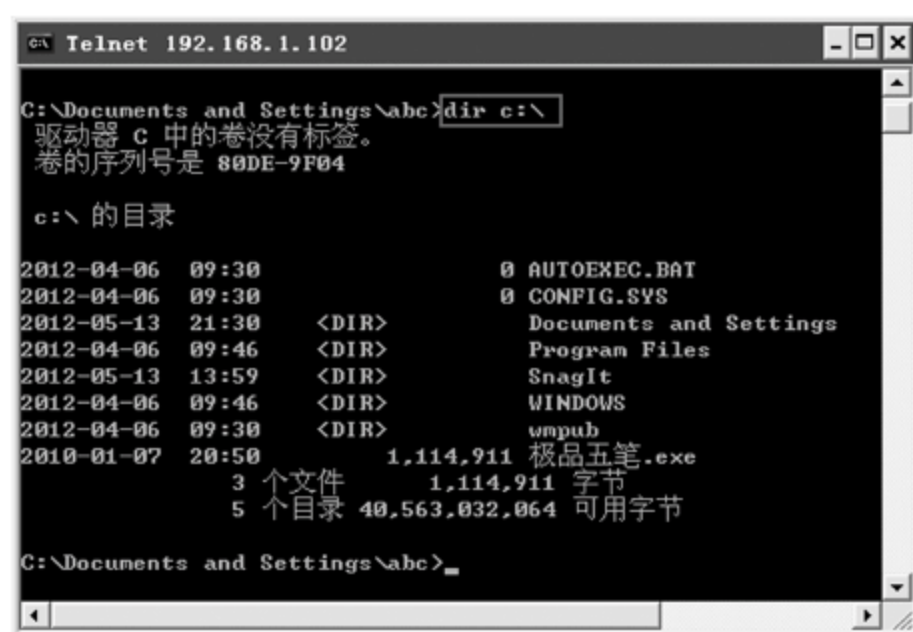 Telnet 192.168.1.102
C:\Documents and Settings\abc>dir c:\
驱动器 C 中的卷没有标签。
卷的序列号是 80DE-9F04
c:\ 的目录
2012-04-06 09:30 0 AUTOEXEC.BAT
2012-04-06 09:30 0 CONFIG.SYS
2012-05-13 21:30 <DIR> Documents and Settings
2012-04-06 09:46 <DIR> Program Files
2012-05-13 13:59 <DIR> SnagIt
2012-04-06 09:46 <DIR> WINDOWS
2012-04-06 09:30 <DIR> wmpub
2010-01-07 20:50 1,114,911 极品五笔.exe
3 个文件 1,114,911 字节
5 个目录 40,563,032,064 可用字节
C:\Documents and Settings\abc>_